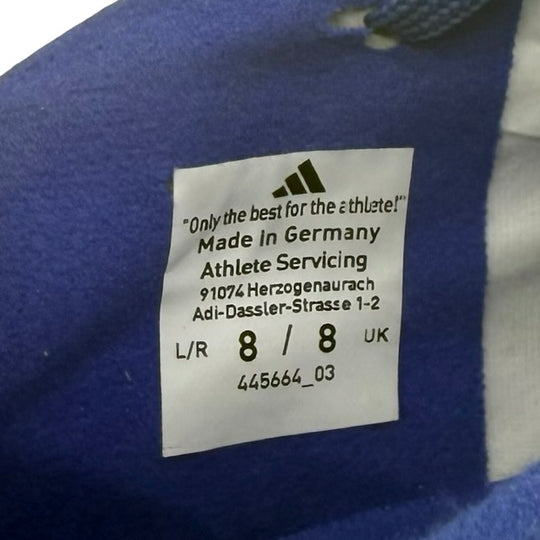 "Only the best for the athlete!"
Made in Germany
Athlete Servicing
91074 Herzogenaurach
Adi-Dassler-Strasse 1-2
L/R 8 / 8 UK
445664_03